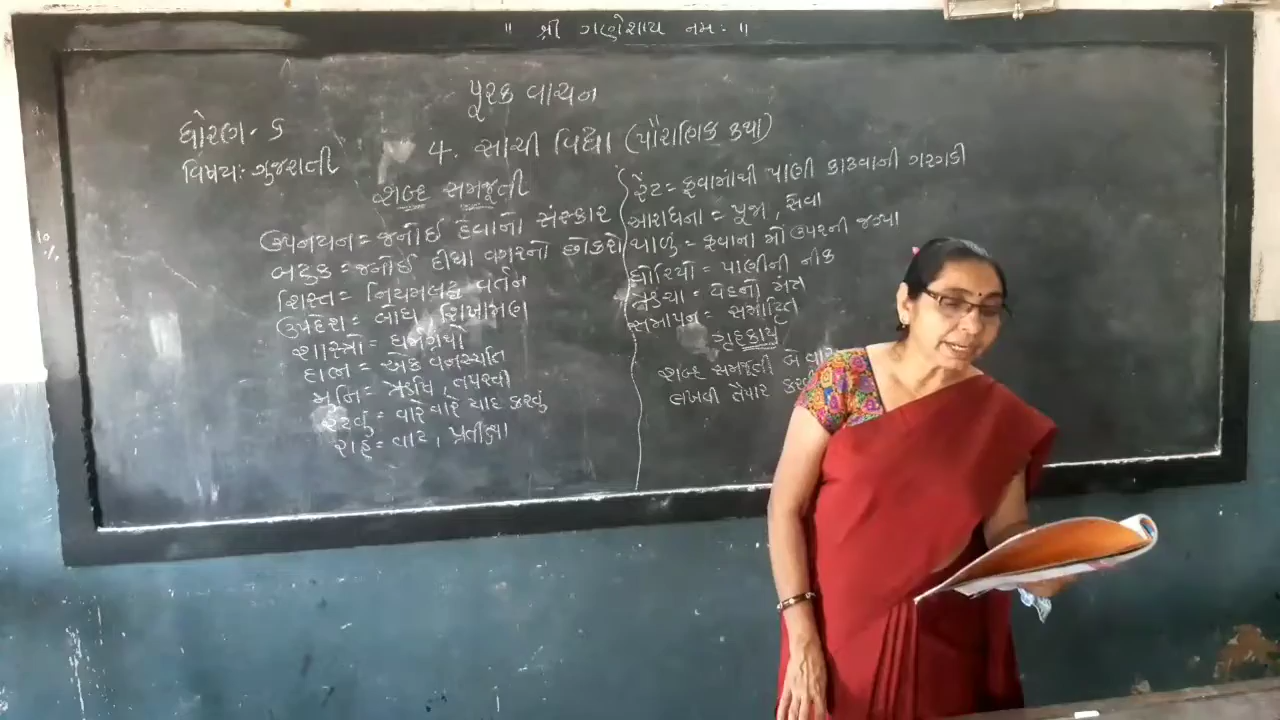 ॥ શ્રી ગણેશાય નમઃ ॥
પૂરક વાચન
ધોરણ- ૬
વિષયઃ- ગુજરાતી
4. સાચી વિદ્યા (પૌરાણિક કથા)
શબ્દ સમજૂતી
ઉપનયન = જનોઈ દેવાનો સંસ્કાર
બટુક = જનોઈ દીધા વગરનો છોકરો
શિસ્ત = નિયમબદ્ધ વર્તન
ઉપદેશ = બોધ, શિખામણ
શાસ્ત્રો = ધર્મગ્રંથો
દાભ = એક વનસ્પતિ
મુનિ = ઋષિ, તપસ્વી
રટવું = વારેવારે યાદ કરવું
રાહ = વાટ, પ્રતીક્ષા
રેંટ = કૂવામાંથી પાણી કાઢવાની ગરગડી
આરાધના = પૂજા, સેવા
થાળું = કૂવાના મોં ઉપરની જગ્યા
ધોરિયો = પાણીની નીક
ઋચા = વેદનો મંત્ર
સમાપન = સમાપ્તિ
ગૃહકાર્ય
શબ્દ સમજૂતી બે વાર
લખવી તૈયાર